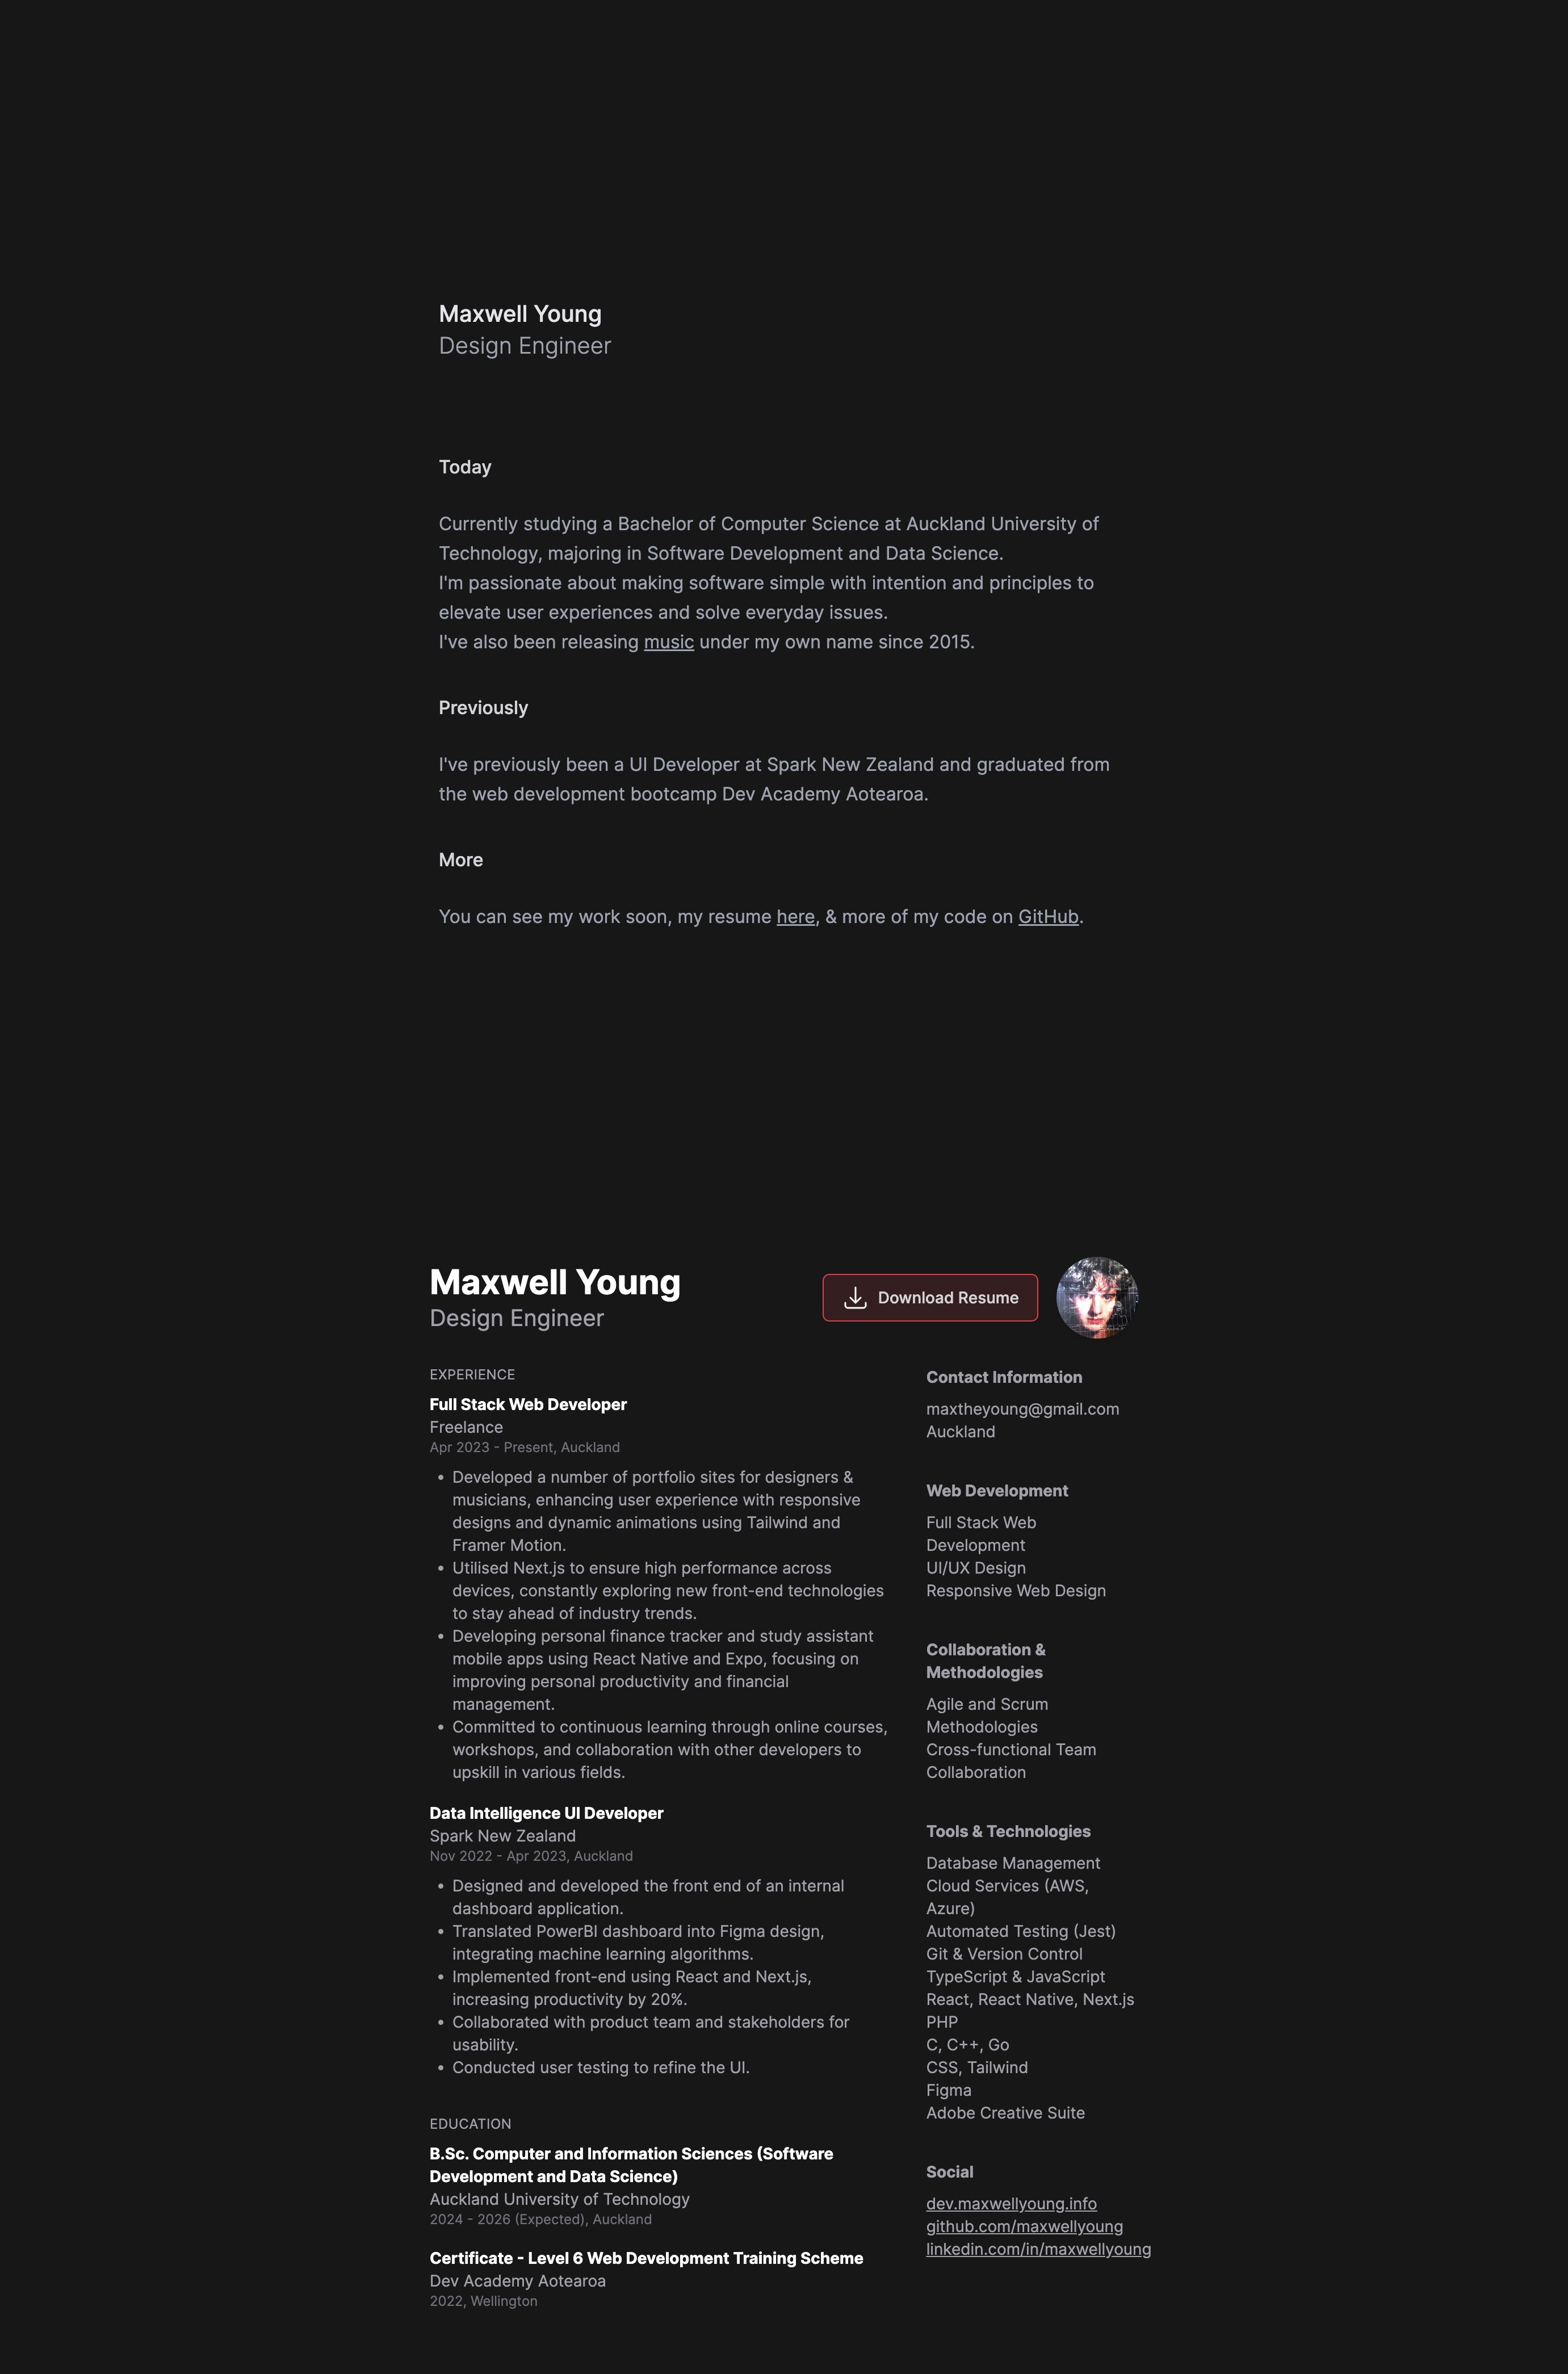 Maxwell Young
Design Engineer
Today
Currently studying a Bachelor of Computer Science at Auckland University of
Technology, majoring in Software Development and Data Science.
I'm passionate about making software simple with intention and principles to
elevate user experiences and solve everyday issues.
I've also been releasing music under my own name since 2015.
Previously
I've previously been a UI Developer at Spark New Zealand and graduated from
the web development bootcamp Dev Academy Aotearoa.
More
You can see my work soon, my resume here, & more of my code on GitHub.
Maxwell Young
Design Engineer
Download Resume
EXPERIENCE
Full Stack Web Developer
Freelance
Apr 2023 - Present, Auckland
• Developed a number of portfolio sites for designers &
musicians, enhancing user experience with responsive
designs and dynamic animations using Tailwind and
Framer Motion.
• Utilised Next.js to ensure high performance across
devices, constantly exploring new front-end technologies
to stay ahead of industry trends.
• Developing personal finance tracker and study assistant
mobile apps using React Native and Expo, focusing on
improving personal productivity and financial
management.
• Committed to continuous learning through online courses,
workshops, and collaboration with other developers to
upskill in various fields.
Data Intelligence UI Developer
Spark New Zealand
Nov 2022 - Apr 2023, Auckland
• Designed and developed the front end of an internal
dashboard application.
• Translated PowerBI dashboard into Figma design,
integrating machine learning algorithms.
• Implemented front-end using React and Next.js,
increasing productivity by 20%.
• Collaborated with product team and stakeholders for
usability.
• Conducted user testing to refine the UI.
EDUCATION
B.Sc. Computer and Information Sciences (Software
Development and Data Science)
Auckland University of Technology
2024 - 2026 (Expected), Auckland
Certificate - Level 6 Web Development Training Scheme
Dev Academy Aotearoa
2022, Wellington
Contact Information
maxtheyoung@gmail.com
Auckland
Web Development
Full Stack Web
Development
UI/UX Design
Responsive Web Design
Collaboration &
Methodologies
Agile and Scrum
Methodologies
Cross-functional Team
Collaboration
Tools & Technologies
Database Management
Cloud Services (AWS,
Azure)
Automated Testing (Jest)
Git & Version Control
TypeScript & JavaScript
React, React Native, Next.js
PHP
C, C++, Go
CSS, Tailwind
Figma
Adobe Creative Suite
Social
dev.maxwellyoung.info
github.com/maxwellyoung
linkedin.com/in/maxwellyoung